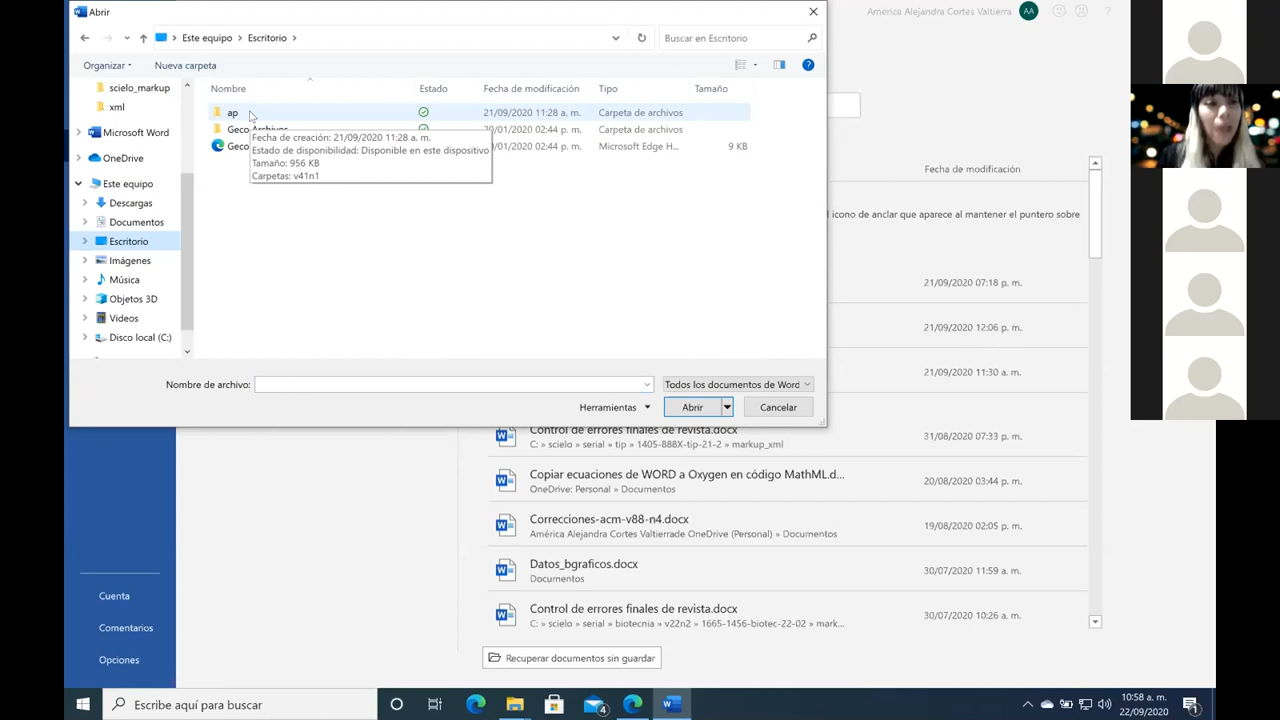 Abrir
América Alejandra Cortes Valtierra
AA
Este equipo
Escritorio
Buscar en Escritorio
Organizar
Nueva carpeta
Nombre
Estado
Fecha de modificación
Tipo
Tamaño
scielo_markup
xml
Microsoft Word
OneDrive
Este equipo
Descargas
Documentos
Escritorio
Imágenes
Música
Objetos 3D
Videos
Disco local (C:)
ap
21/09/2020 11:28 a. m.
Carpeta de archivos
Geco Archivos
/01/2020 02:44 p. m.
Carpeta de archivos
Geco
/01/2020 02:44 p. m.
Microsoft Edge H...
9 KB
Fecha de creación: 21/09/2020 11:28 a. m.
Estado de disponibilidad: Disponible en este dispositivo
Tamaño: 956 KB
Carpetas: v41n1
Nombre de archivo:
Todos los documentos de Word
Herramientas
Abrir
Cancelar
Fecha de modificación
l icono de anclar que aparece al mantener el puntero sobre
21/09/2020 07:18 p. m.
21/09/2020 12:06 p. m.
21/09/2020 11:30 a. m.
Control de errores finales de revista.docx
C: » scielo » serial » tip » 1405-888X-tip-21-2 » markup_xml
31/08/2020 07:33 p. m.
Copiar ecuaciones de WORD a Oxygen en código MathML.d...
OneDrive: Personal » Documentos
20/08/2020 03:44 p. m.
Correcciones-acm-v88-n4.docx
América Alejandra Cortes Valtierrade OneDrive (Personal) » Documentos
19/08/2020 02:05 p. m.
Datos_bgraficos.docx
Documentos
30/07/2020 11:59 a. m.
Control de errores finales de revista.docx
C: » scielo » serial » biotecnia » v22n2 » 1665-1456-biotec-22-02 » mark...
30/07/2020 10:26 a. m.
Recuperar documentos sin guardar
Cuenta
Comentarios
Opciones
Escribe aquí para buscar
4
10:58 a. m.
22/09/2020
1